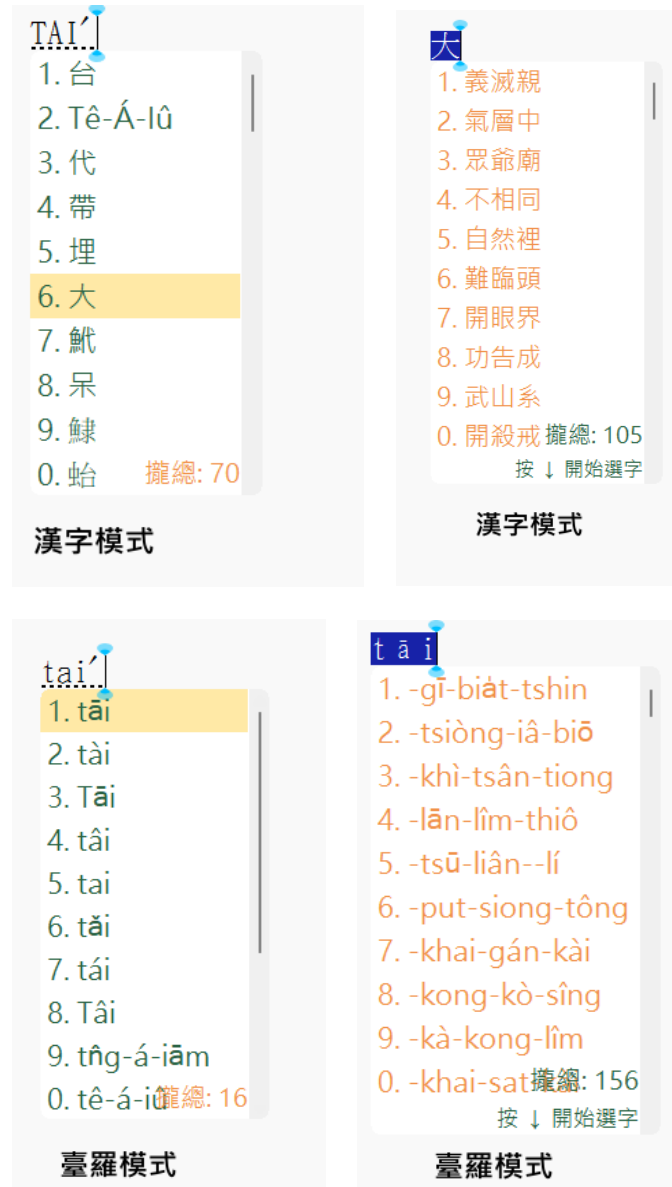 TAIˊ
1. 台
2. Tê-Á-Iû
3. 代
4. 帶
5. 埋
6. 大
7. 鮘
8. 呆
9. 鯄
0. 蛤 攏總: 70
漢字模式
大
1. 義滅親
2. 氣層中
3. 眾爺廟
4. 不相同
5. 自然裡
6. 難臨頭
7. 開眼界
8. 功告成
9. 武山系
0. 開殺戒 攏總: 105
按 ↓ 開始選字
漢字模式
taiˊ
1. tāi
2. tài
3. Tāi
4. tâi
5. tai
6. tǎi
7. tái
8. Tâi
9. tn̂g-á-iām
0. tê-á-iû 攏總: 16
臺羅模式
tāi
1. -gī-bia̍t-tshin
2. -tsiòng-iâ-biō
3. -khì-tsân-tiong
4. -lān-lîm-thiô
5. -tsū-liân--lí
6. -put-siong-tông
7. -khai-gán-kài
8. -kong-kò-sîng
9. -kà-kong-lîm
0. -khai-sat 攏總: 156
按 ↓ 開始選字
臺羅模式